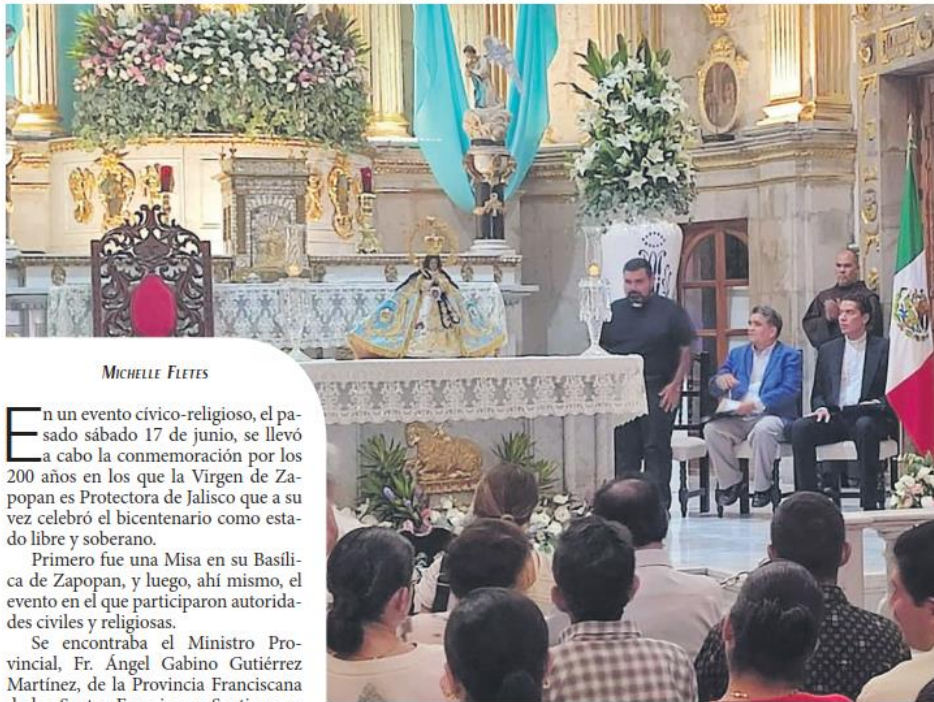 MICHELLE FLETES
En un evento cívico-religioso, el pa-
sado sábado 17 de junio, se llevó
a cabo la conmemoración por los
200 años en los que la Virgen de Za-
popan es Protectora de Jalisco que a su
vez celebró el bicentenario como esta-
do libre y soberano.
Primero fue una Misa en su Basíli-
ca de Zapopan, y luego, ahí mismo, el
evento en el que participaron autorida-
des civiles y religiosas.
Se encontraba el Ministro Pro-
vincial, Fr. Ángel Gabino Gutiérrez
Martínez, de la Provincia Franciscana